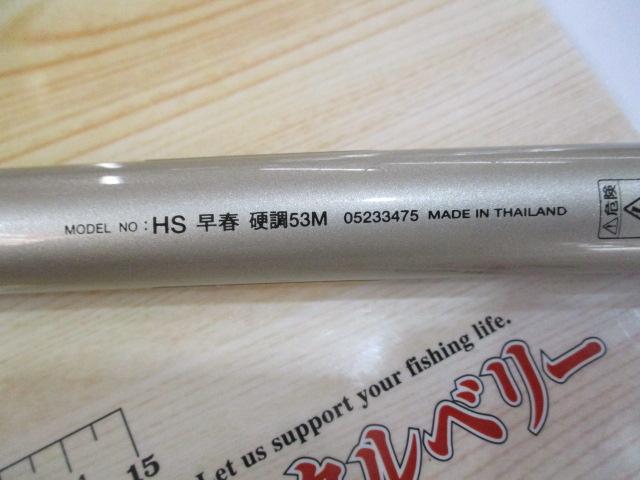 MODEL NO : HS 早春 硬調53M 05233475 MADE IN THAILAND
⚠危険
Let us support your fishing life.
クルベリー
15